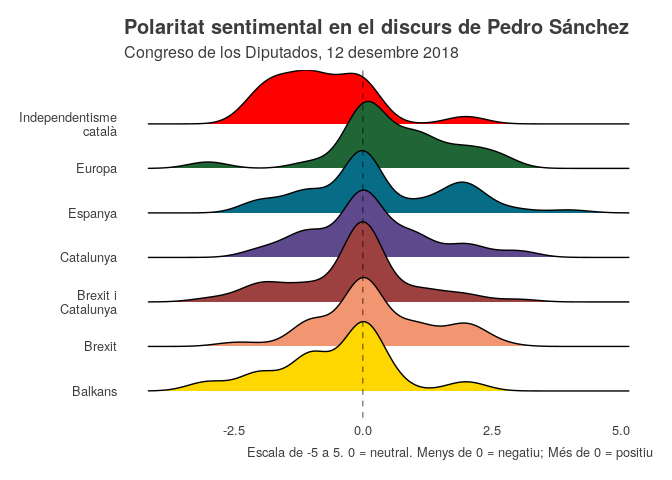 Polaritat sentimental en el discurs de Pedro Sánchez
Congreso de los Diputados, 12 desembre 2018
Independentisme
català
Europa
Espanya
Catalunya
Brexit i
Catalunya
Brexit
Balkans
-2.5 0.0 2.5 5.0
Escala de -5 a 5. 0 = neutral. Menys de 0 = negatiu; Més de 0 = positiu